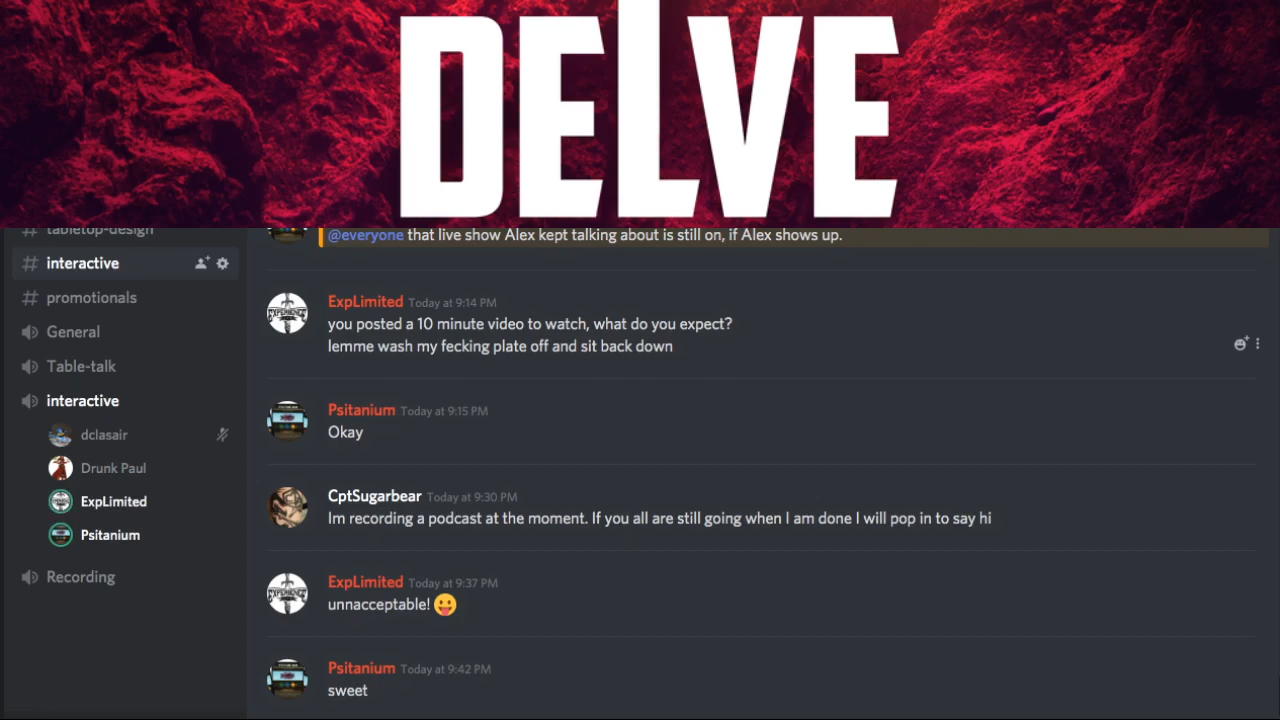 DELVE
# tabletop-design
@everyone that live show Alex kept talking about is still on, if Alex shows up.
# interactive
# promotionals
General
Table-talk
interactive
dclasair
Drunk Paul
ExpLimited
Psitanium
Recording
ExpLimited Today at 9:14 PM
you posted a 10 minute video to watch, what do you expect?
lemme wash my fecking plate off and sit back down
Psitanium Today at 9:15 PM
Okay
CptSugarbear Today at 9:30 PM
Im recording a podcast at the moment. If you all are still going when I am done I will pop in to say hi
ExpLimited Today at 9:37 PM
unnacceptable! 😛
Psitanium Today at 9:42 PM
sweet